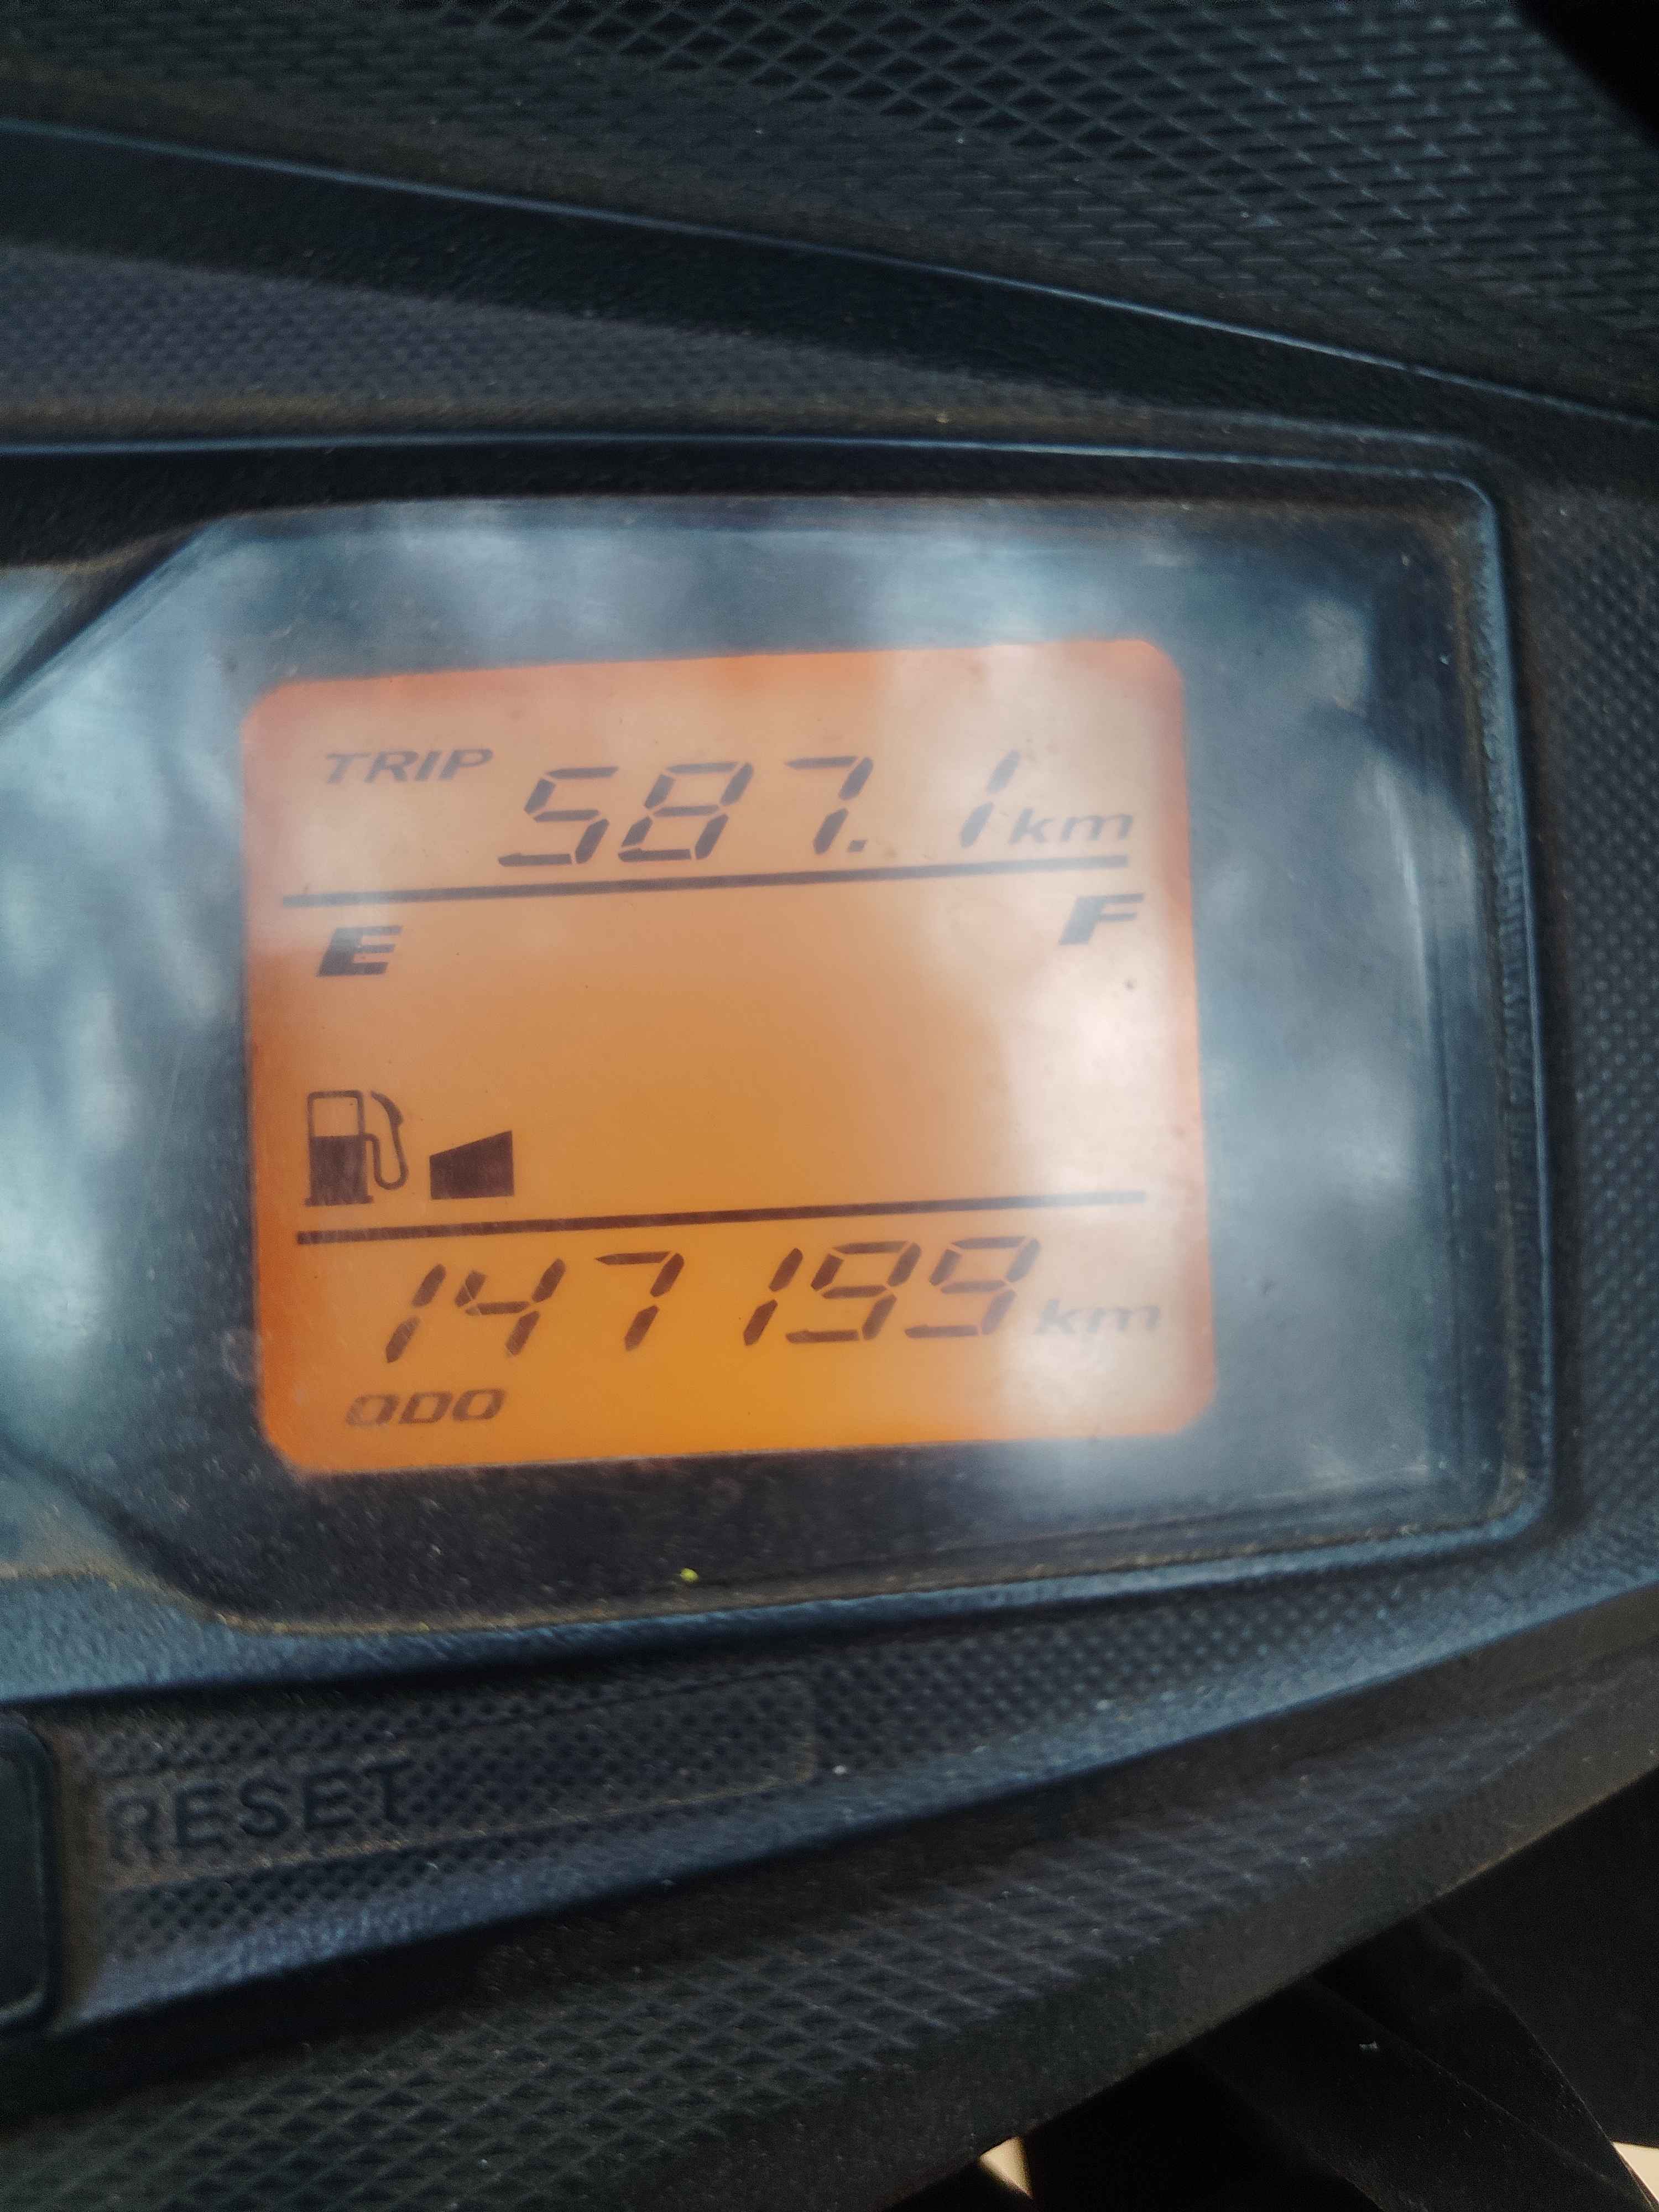 TRIP 587.1 km
E F
147199 km
ODO
RESET